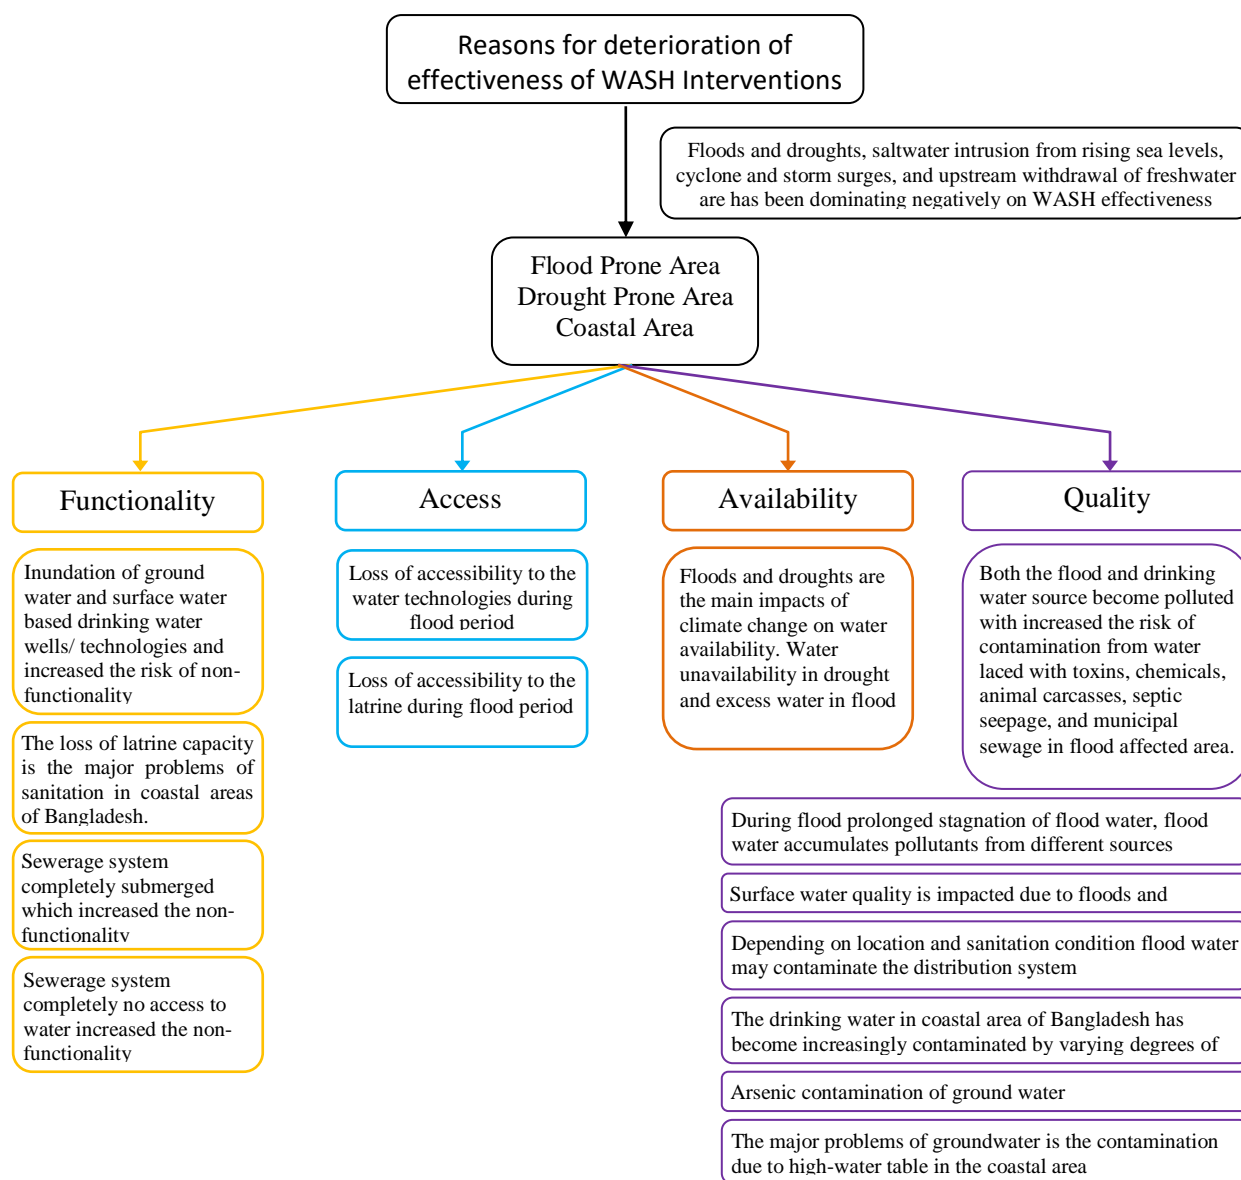 Reasons for deterioration of
effectiveness of WASH Interventions
Floods and droughts, saltwater intrusion from rising sea levels,
cyclone and storm surges, and upstream withdrawal of freshwater
are has been dominating negatively on WASH effectiveness
Flood Prone Area
Drought Prone Area
Coastal Area
Functionality
Inundation of ground
water and surface water
based drinking water
wells/ technologies and
increased the risk of non-
functionality
The loss of latrine capacity
is the major problems of
sanitation in coastal areas
of Bangladesh.
Sewerage system
completely submerged
which increased the non-
functionality
Sewerage system
completely no access to
water increased the non-
functionality
Access
Loss of accessibility to the
water technologies during
flood period
Loss of accessibility to the
latrine during flood period
Availability
Floods and droughts are
the main impacts of
climate change on water
availability. Water
unavailability in drought
and excess water in flood
Quality
Both the flood and drinking
water source become polluted
with increased the risk of
contamination from water
laced with toxins, chemicals,
animal carcasses, septic
seepage, and municipal
sewage in flood affected area.
During flood prolonged stagnation of flood water, flood
water accumulates pollutants from different sources
Surface water quality is impacted due to floods and
Depending on location and sanitation condition flood water
may contaminate the distribution system
The drinking water in coastal area of Bangladesh has
become increasingly contaminated by varying degrees of
Arsenic contamination of ground water
The major problems of groundwater is the contamination
due to high-water table in the coastal area